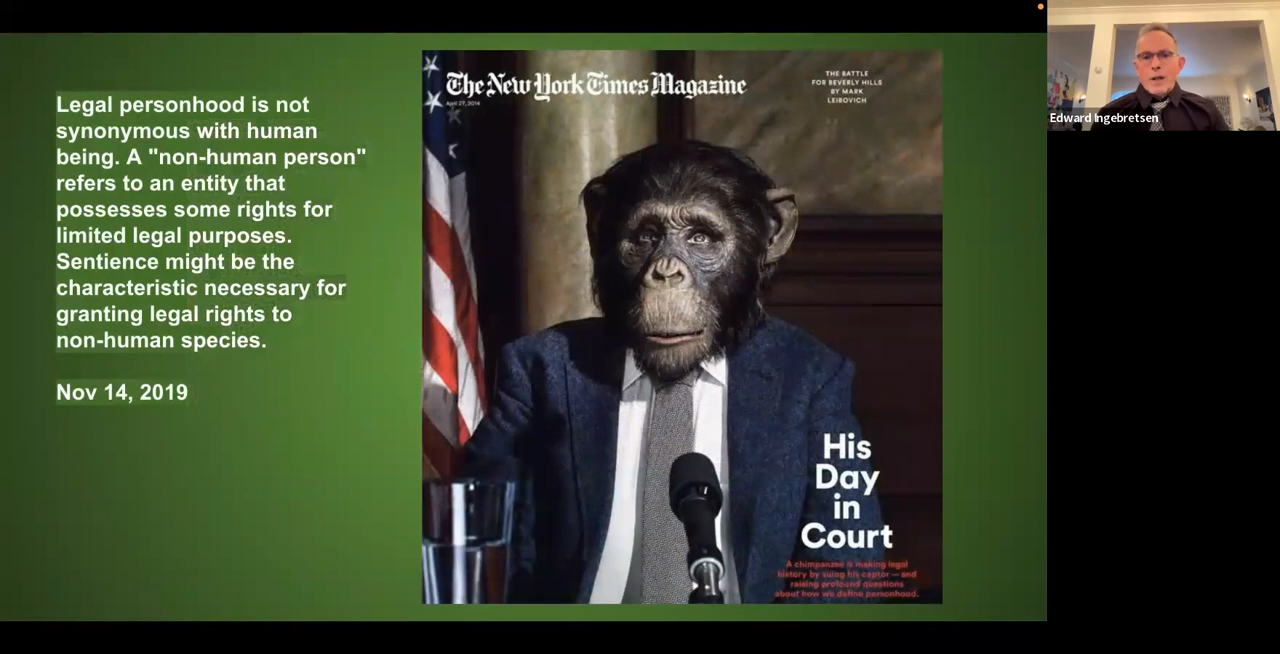 Legal personhood is not
synonymous with human
being. A "non-human person"
refers to an entity that
possesses some rights for
limited legal purposes.
Sentience might be the
characteristic necessary for
granting legal rights to
non-human species.
Nov 14, 2019
The New York Times Magazine
April 27, 2014
THE BATTLE
FOR BEVERLY HILLS
BY MARK
LEIBOVICH
His
Day
in
Court
A chimpanzee is making legal
history by suing his captor — and
raising profound questions
about how we define personhood.
Edward Ingebretsen